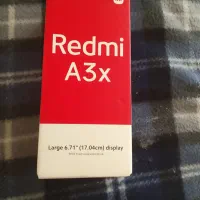 Redmi
A3x
Large 6.71" (17.04cm) display